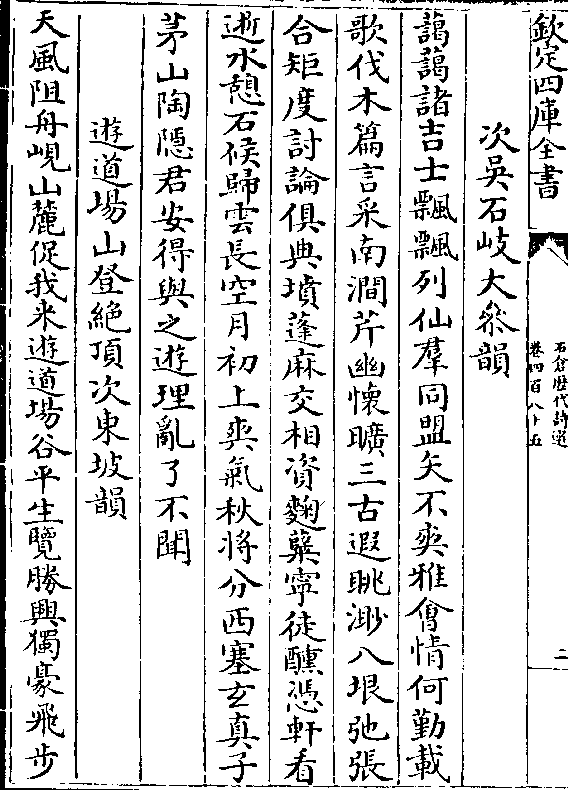 欽定四庫全書
石倉歷代詩選
卷四百八十五
二
次吳石岐大叅韻
藹藹諸吉士飄飄列仙羣同盟矢不爽雅會情何勤載
歌伐木篇言采南澗芹幽懷曠三古遐眺渺八垠弛張
合矩度討論俱典墳蓬麻交相資麴糵寧徒醺憑軒看
逝水憩石候歸雲長空月初上爽氣秋將分西塞玄真子
茅山陶隱君安得與之遊理亂了不聞
遊道場山登絶頂次東坡韻
天風阻舟峴山麓促我来遊道場谷平生覽勝興獨豪飛步